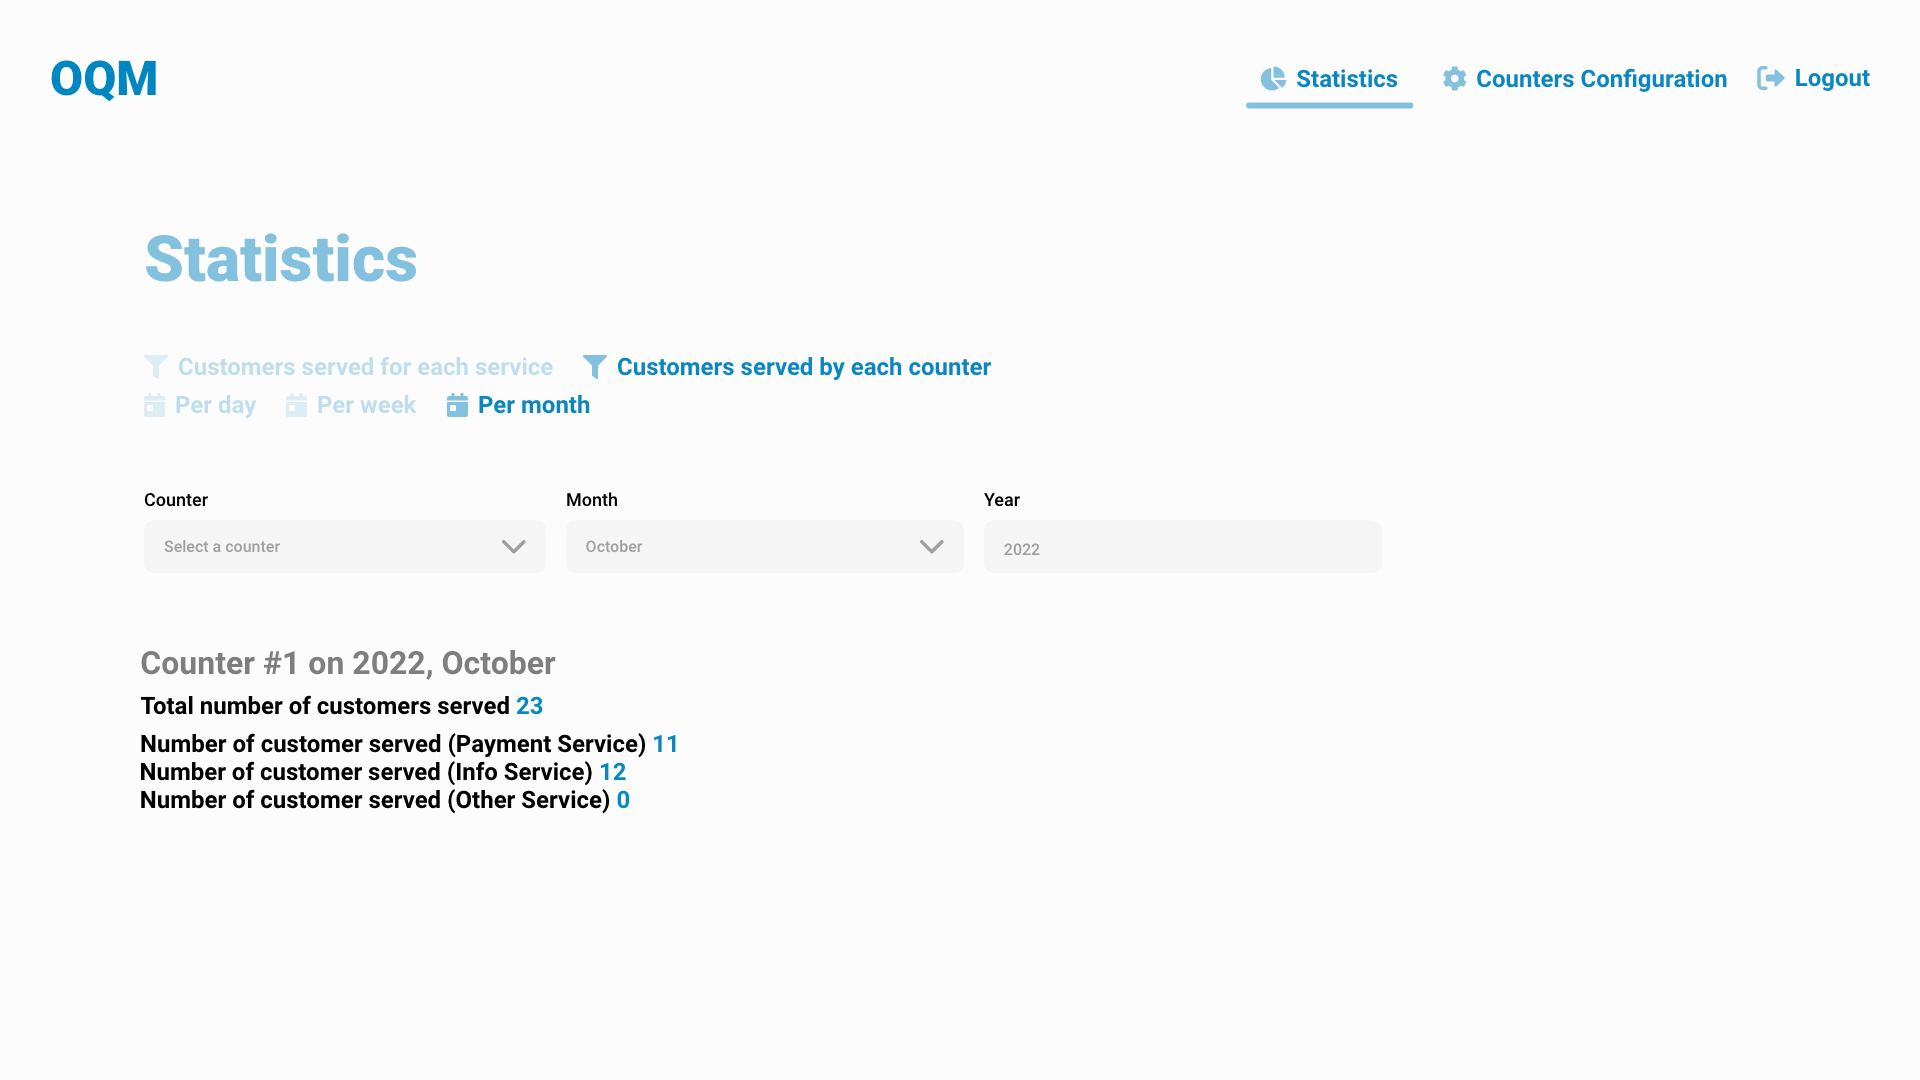 OQM
Statistics Counters Configuration Logout
Statistics
Customers served for each service Customers served by each counter
Per day Per week Per month
Counter Month Year
Select a counter October 2022
Counter #1 on 2022, October
Total number of customers served 23
Number of customer served (Payment Service) 11
Number of customer served (Info Service) 12
Number of customer served (Other Service) 0